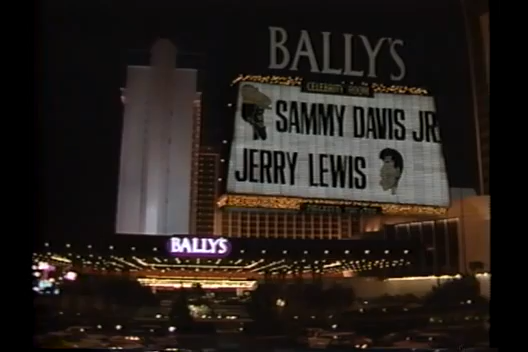 BALLY'S
CELEBRITY ROOM
SAMMY DAVIS JR
JERRY LEWIS
BALLY'S